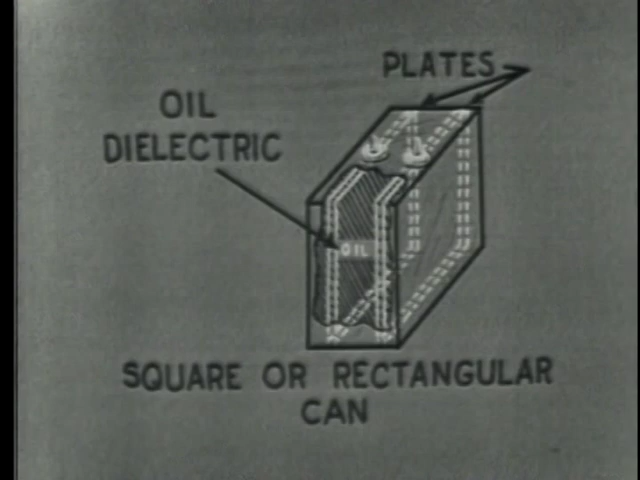 PLATES
OIL
DIELECTRIC
OIL
SQUARE OR RECTANGULAR
CAN